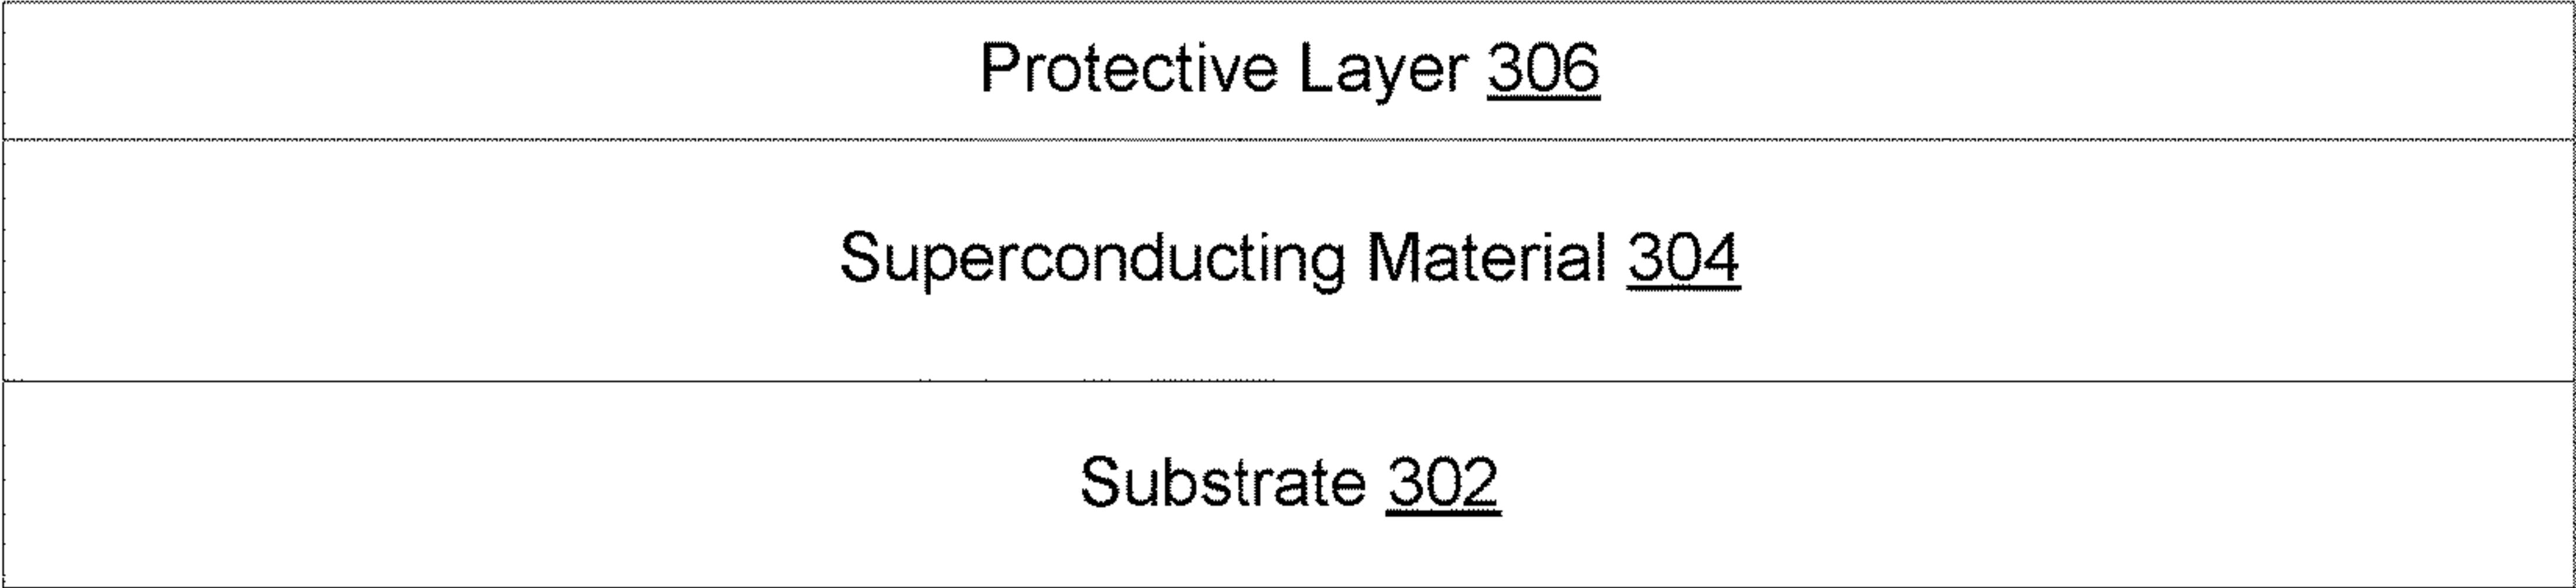 Protective Layer 306
Superconducting Material 304
Substrate 302